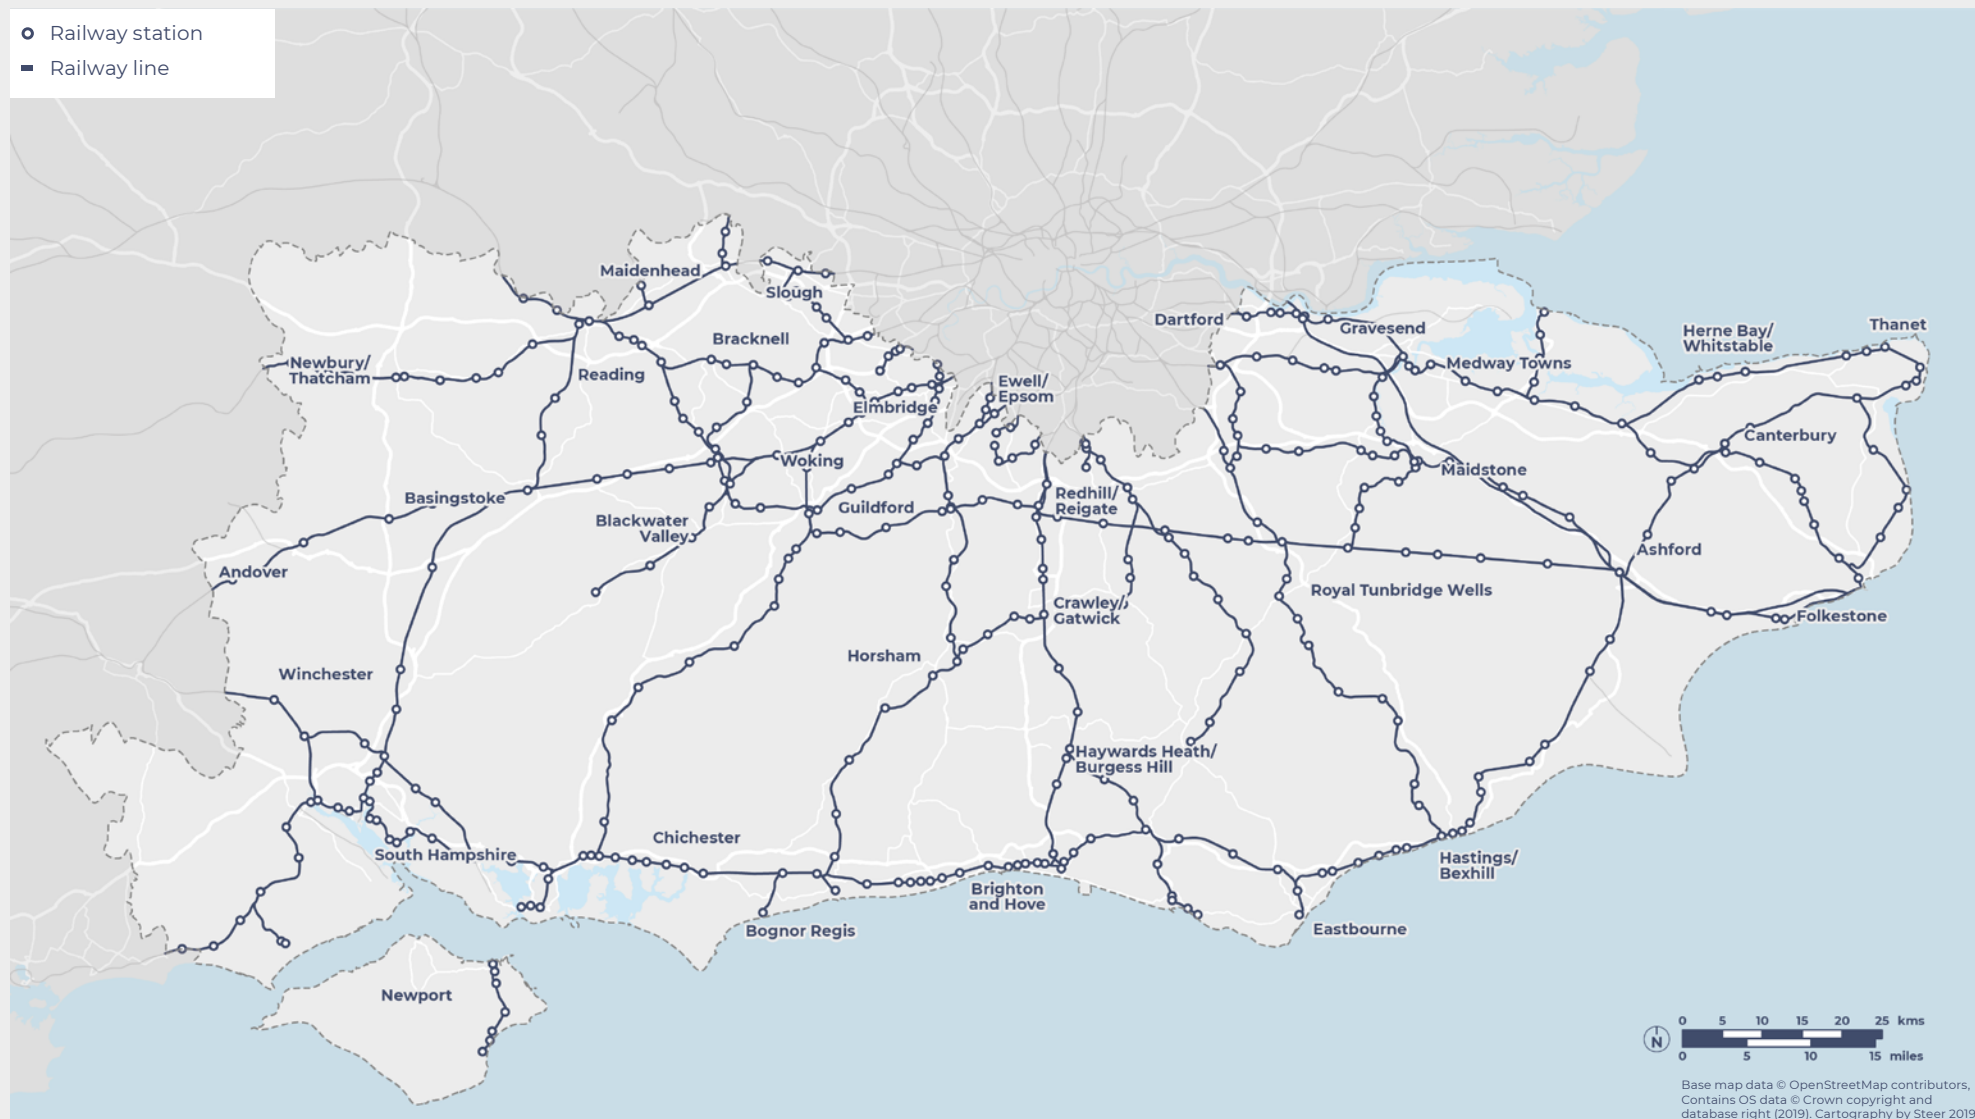 Railway station
Railway line
Maidenhead
Slough
Dartford
Gravesend
Herne Bay/
Whitstable
Thanet
Bracknell
Newbury/
Thatcham
Reading
Medway Towns
Ewell/
Epsom
Elmbridge
Canterbury
Woking
Maidstone
Basingstoke
Guildford
Redhill/
Reigate
Blackwater
Valley
Ashford
Andover
Royal Tunbridge Wells
Crawley/
Gatwick
Folkestone
Horsham
Winchester
Haywards Heath/
Burgess Hill
Chichester
South Hampshire
Hastings/
Bexhill
Brighton
and Hove
Bognor Regis
Eastbourne
Newport
N
0 5 10 15 20 25 kms
0 5 10 15 miles
Base map data © OpenStreetMap contributors,
Contains OS data © Crown copyright and
database right (2019). Cartography by Steer 2019